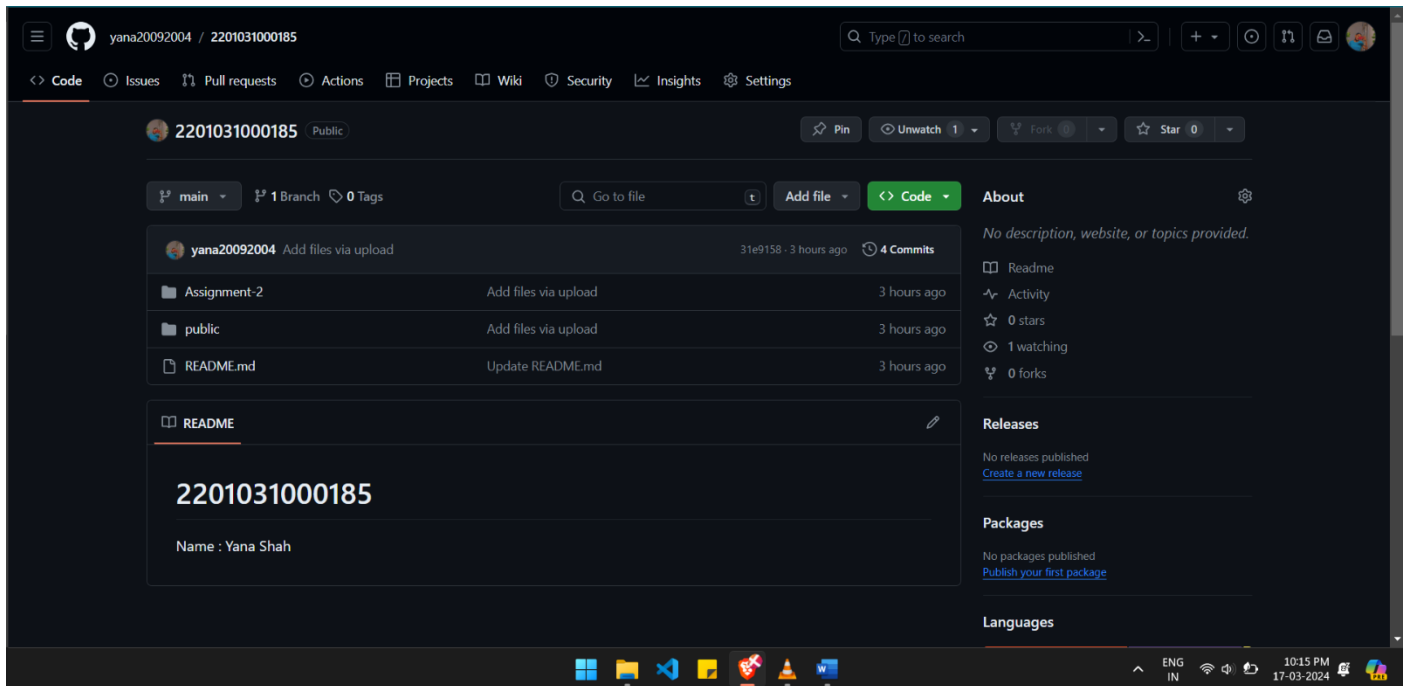 yana20092004 / 2201031000185
Type / to search
Code Issues Pull requests Actions Projects Wiki Security Insights Settings
2201031000185 Public
Pin Unwatch 1 Fork 0 Star 0
main 1 Branch 0 Tags
Go to file t Add file Code
yana20092004 Add files via upload 31e9158 · 3 hours ago 4 Commits
Assignment-2 Add files via upload 3 hours ago
public Add files via upload 3 hours ago
README.md Update README.md 3 hours ago
README
2201031000185
Name : Yana Shah
About
No description, website, or topics provided.
Readme
Activity
0 stars
1 watching
0 forks
Releases
No releases published
Create a new release
Packages
No packages published
Publish your first package
Languages
ENG
IN
10:15 PM
17-03-2024